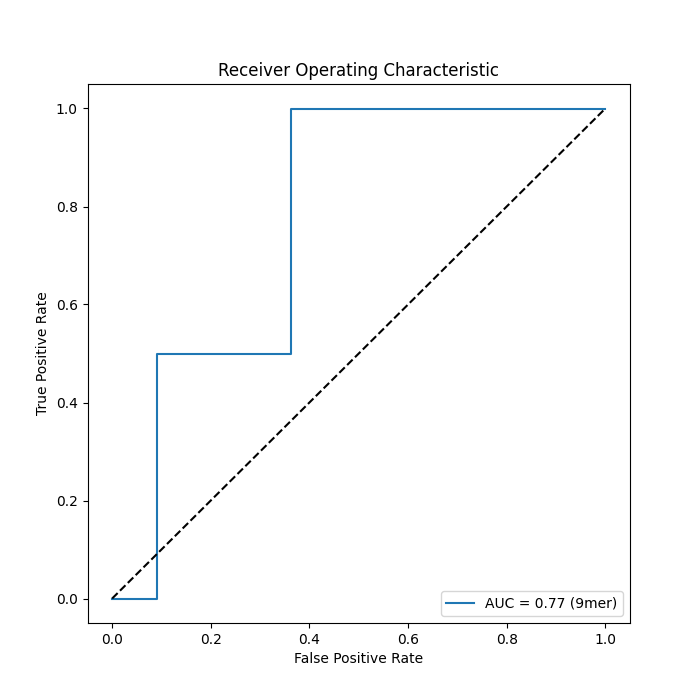 Receiver Operating Characteristic
1.0
0.8
0.6
0.4
0.2
0.0
True Positive Rate
AUC = 0.77 (9mer)
0.0 0.2 0.4 0.6 0.8 1.0
False Positive Rate